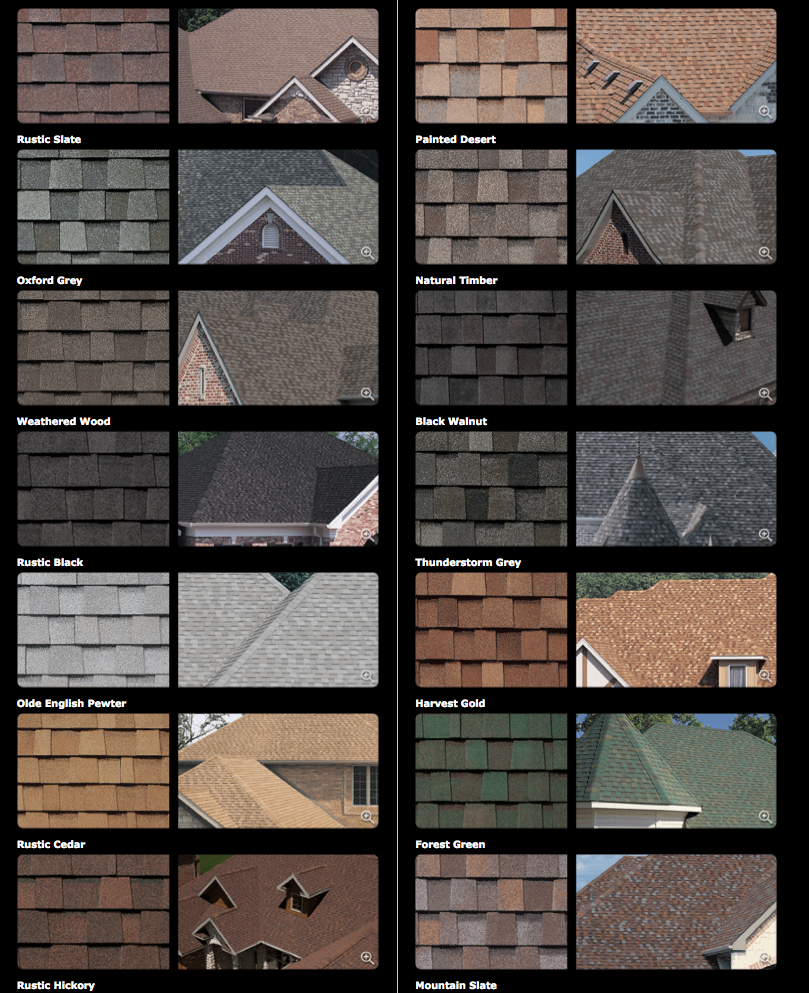 Rustic Slate
Painted Desert
Oxford Grey
Natural Timber
Weathered Wood
Black Walnut
Rustic Black
Thunderstorm Grey
Olde English Pewter
Harvest Gold
Rustic Cedar
Forest Green
Rustic Hickory
Mountain Slate